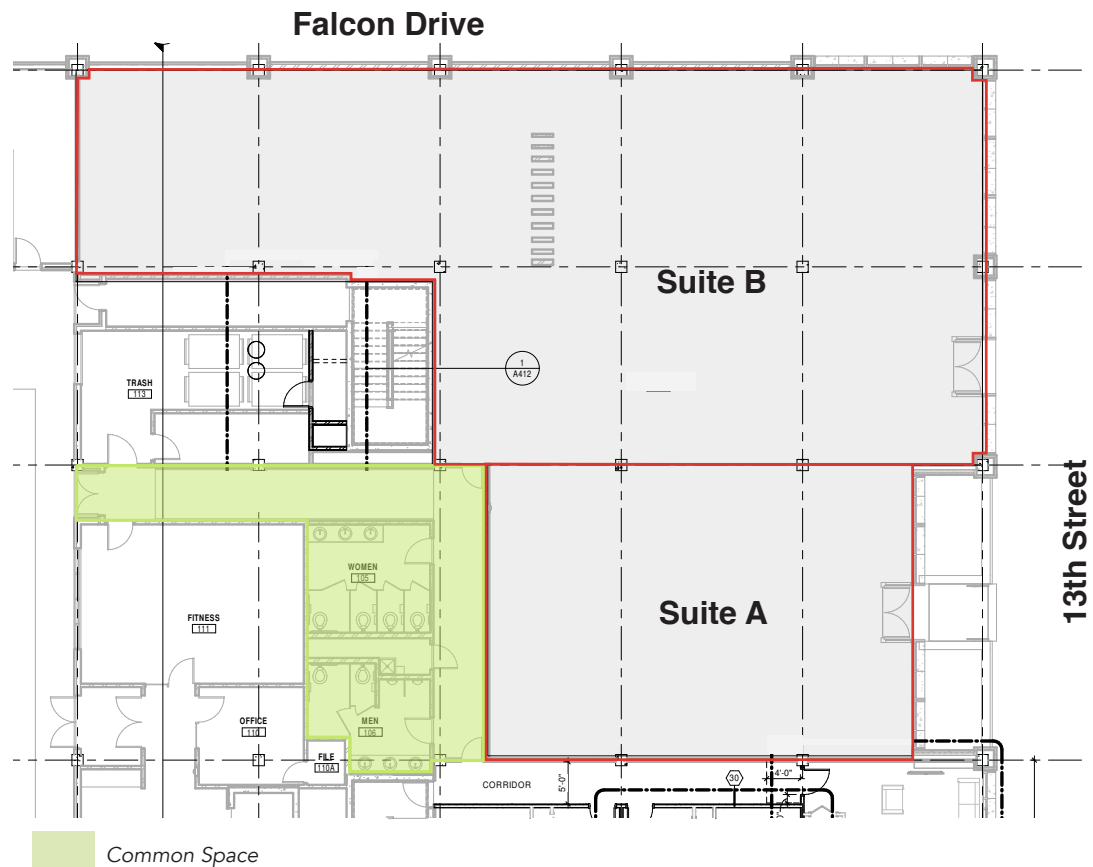 Falcon Drive
Suite B
1
A412
TRASH
113
13th Street
WOMEN
105
Suite A
FITNESS
111
OFFICE
110
MEN
106
FILE
110A
CORRIDOR
5'-0"
30
4'-0"
Common Space